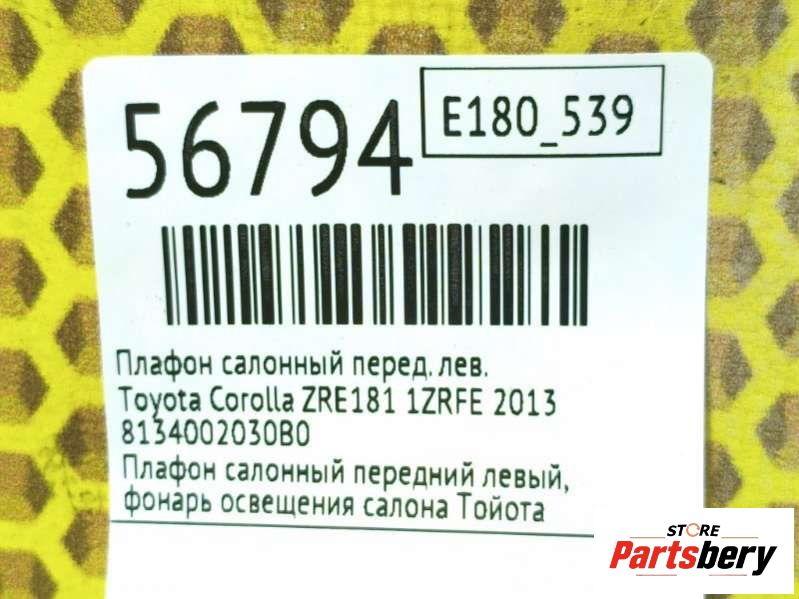 56794
E180_539
Плафон салонный перед. лев.
Toyota Corolla ZRE181 1ZRFE 2013
8134002030B0
Плафон салонный передний левый,
фонарь освещения салона Тойота
STORE
Partsbery